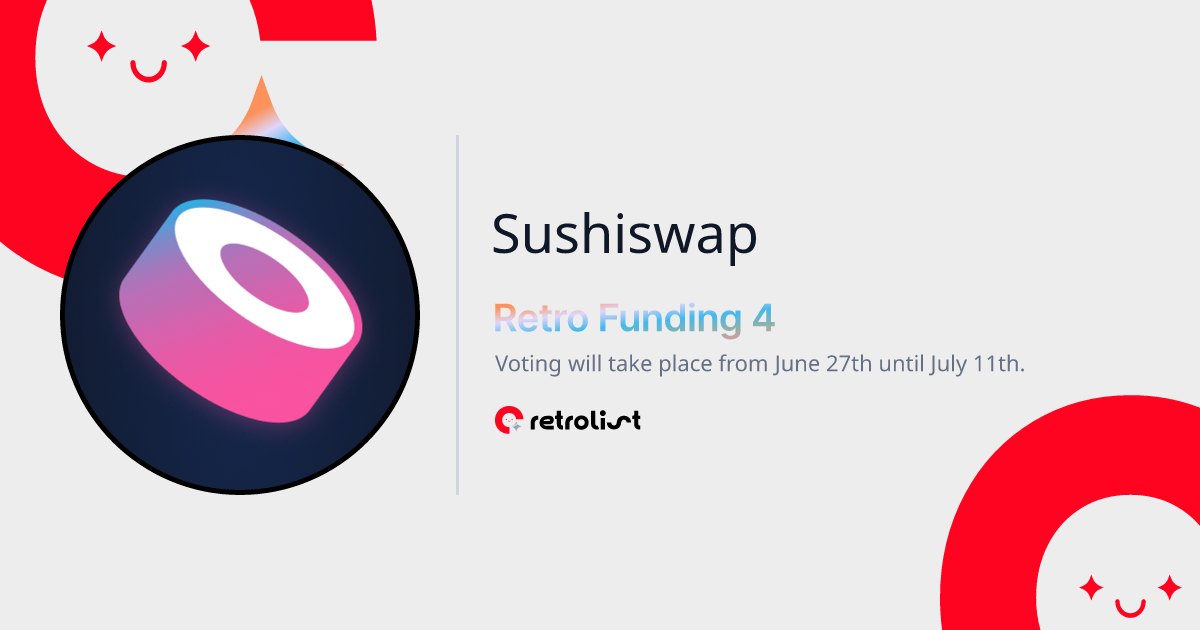 Sushiswap
Retro Funding 4
Voting will take place from June 27th until July 11th.
retrolist